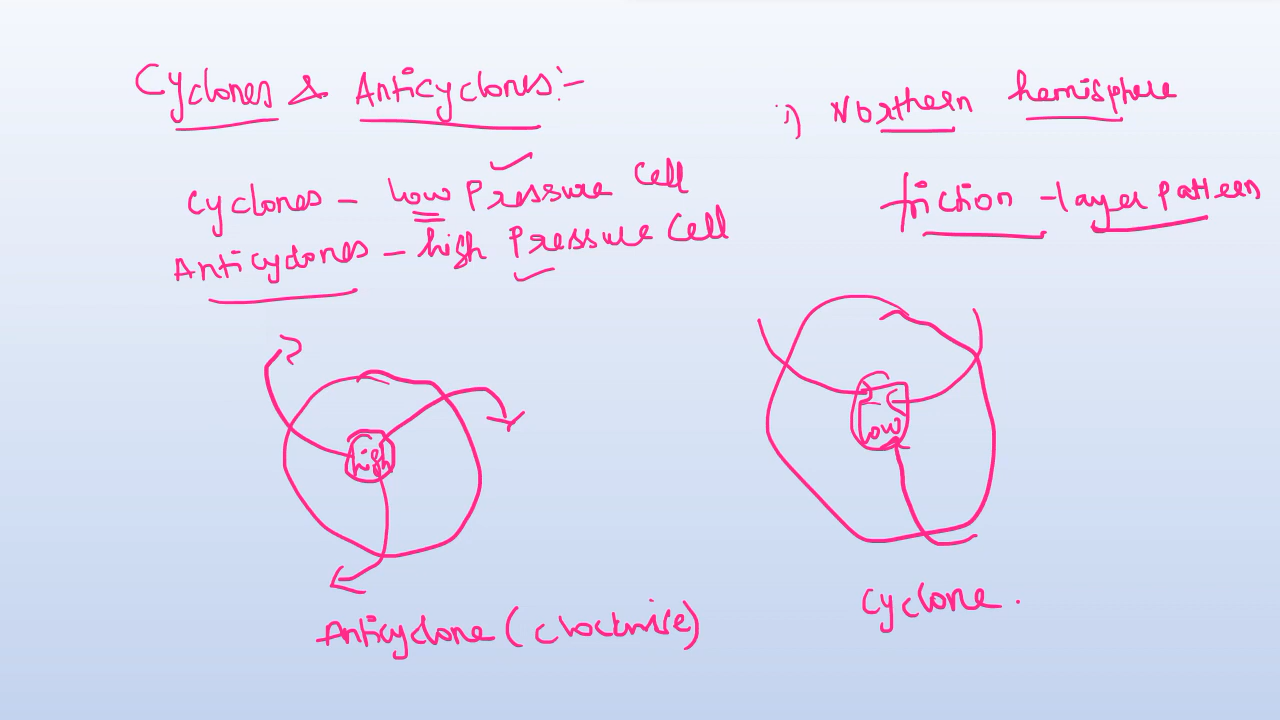 Cyclones & Anticyclones:-
Cyclones - low Pressure Cell
Anticyclones - high Pressure Cell
i) Northern hemisphere
friction - layer pattern
high
Anticyclone (clockwise)
low
cyclone.